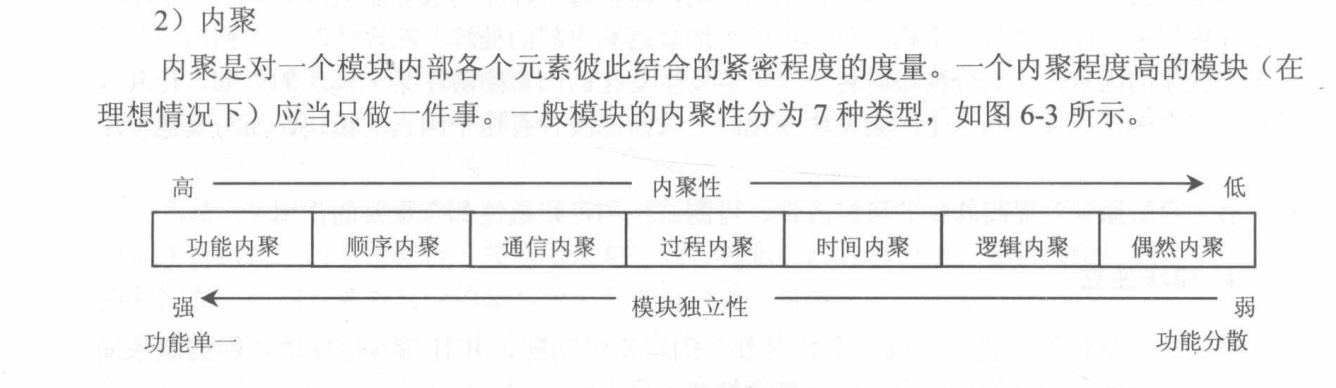 2）内聚
内聚是对一个模块内部各个元素彼此结合的紧密程度的度量。一个内聚程度高的模块（在
理想情况下）应当只做一件事。一般模块的内聚性分为 7 种类型，如图 6-3 所示。
高 内聚性 低
功能内聚 顺序内聚 通信内聚 过程内聚 时间内聚 逻辑内聚 偶然内聚
强 模块独立性 弱
功能单一 功能分散